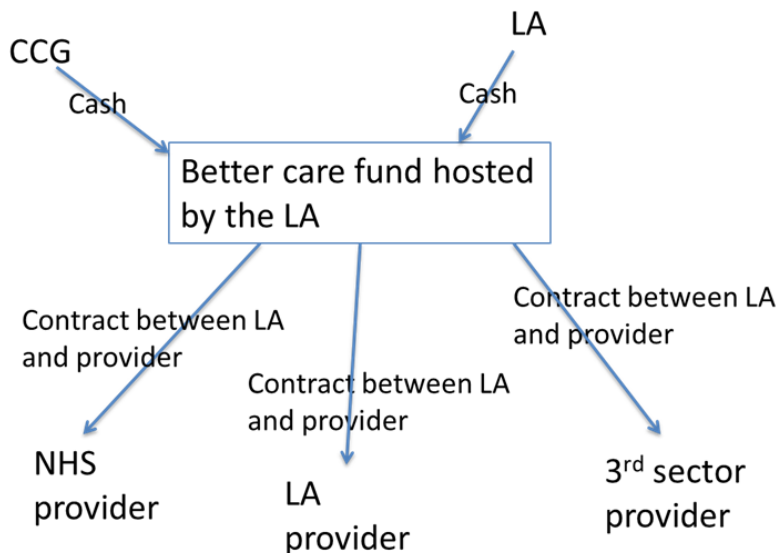 CCG
LA
Cash
Cash
Better care fund hosted
by the LA
Contract between LA
and provider
Contract between LA
and provider
Contract between LA
and provider
NHS
provider
LA
provider
3rd sector
provider